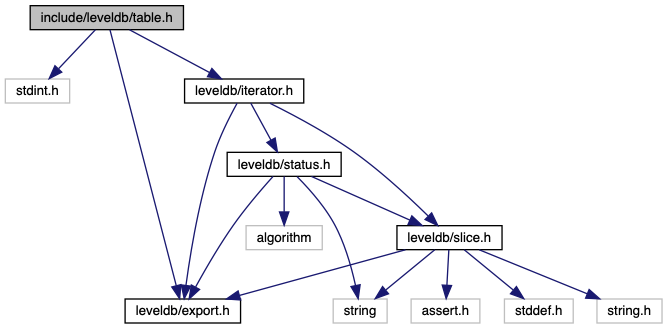 include/leveldb/table.h
stdint.h
leveldb/iterator.h
leveldb/status.h
algorithm
leveldb/slice.h
leveldb/export.h
string
assert.h
stddef.h
string.h